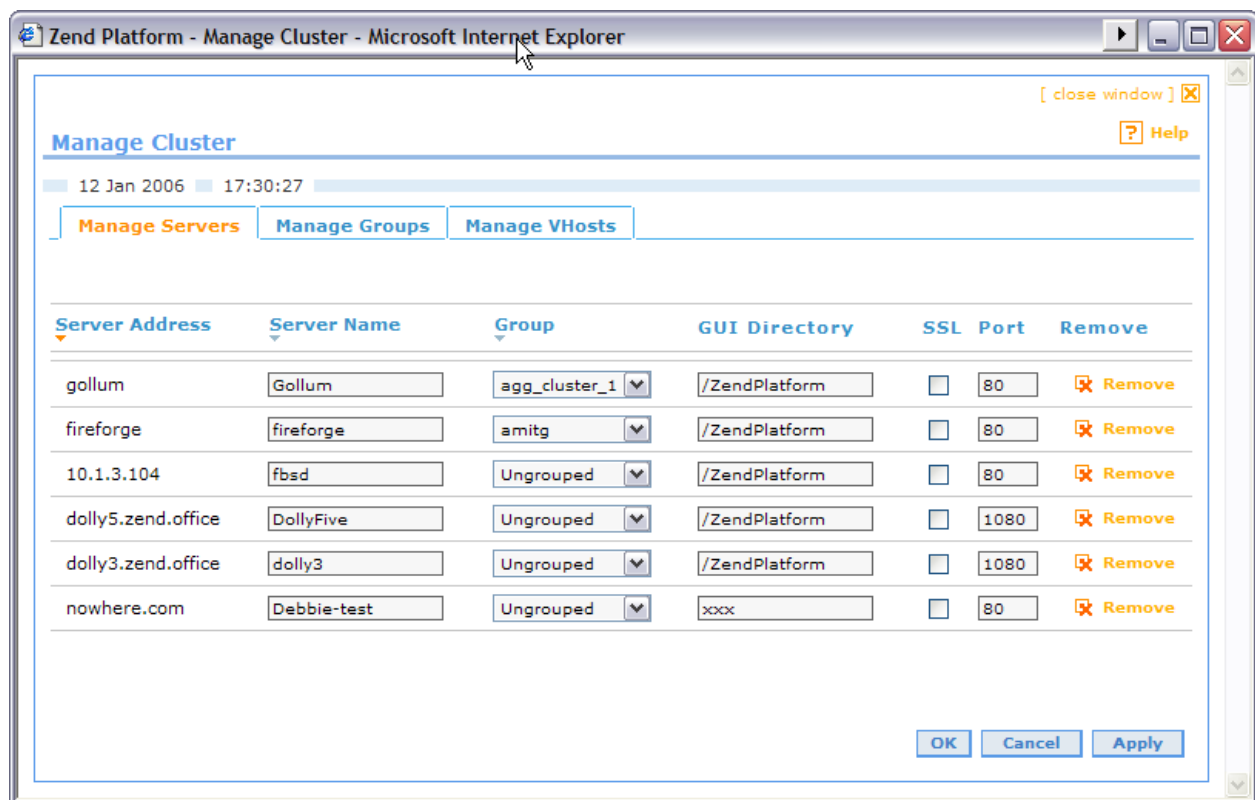 Zend Platform - Manage Cluster - Microsoft Internet Explorer
[ close window ]
Manage Cluster
? Help
12 Jan 2006 17:30:27
Manage Servers Manage Groups Manage VHosts
Server Address Server Name Group GUI Directory SSL Port Remove
gollum Gollum agg_cluster_1 /ZendPlatform 80 Remove
fireforge fireforge amitg /ZendPlatform 80 Remove
10.1.3.104 fbsd Ungrouped /ZendPlatform 80 Remove
dolly5.zend.office DollyFive Ungrouped /ZendPlatform 1080 Remove
dolly3.zend.office dolly3 Ungrouped /ZendPlatform 1080 Remove
nowhere.com Debbie-test Ungrouped xxx 80 Remove
OK Cancel Apply